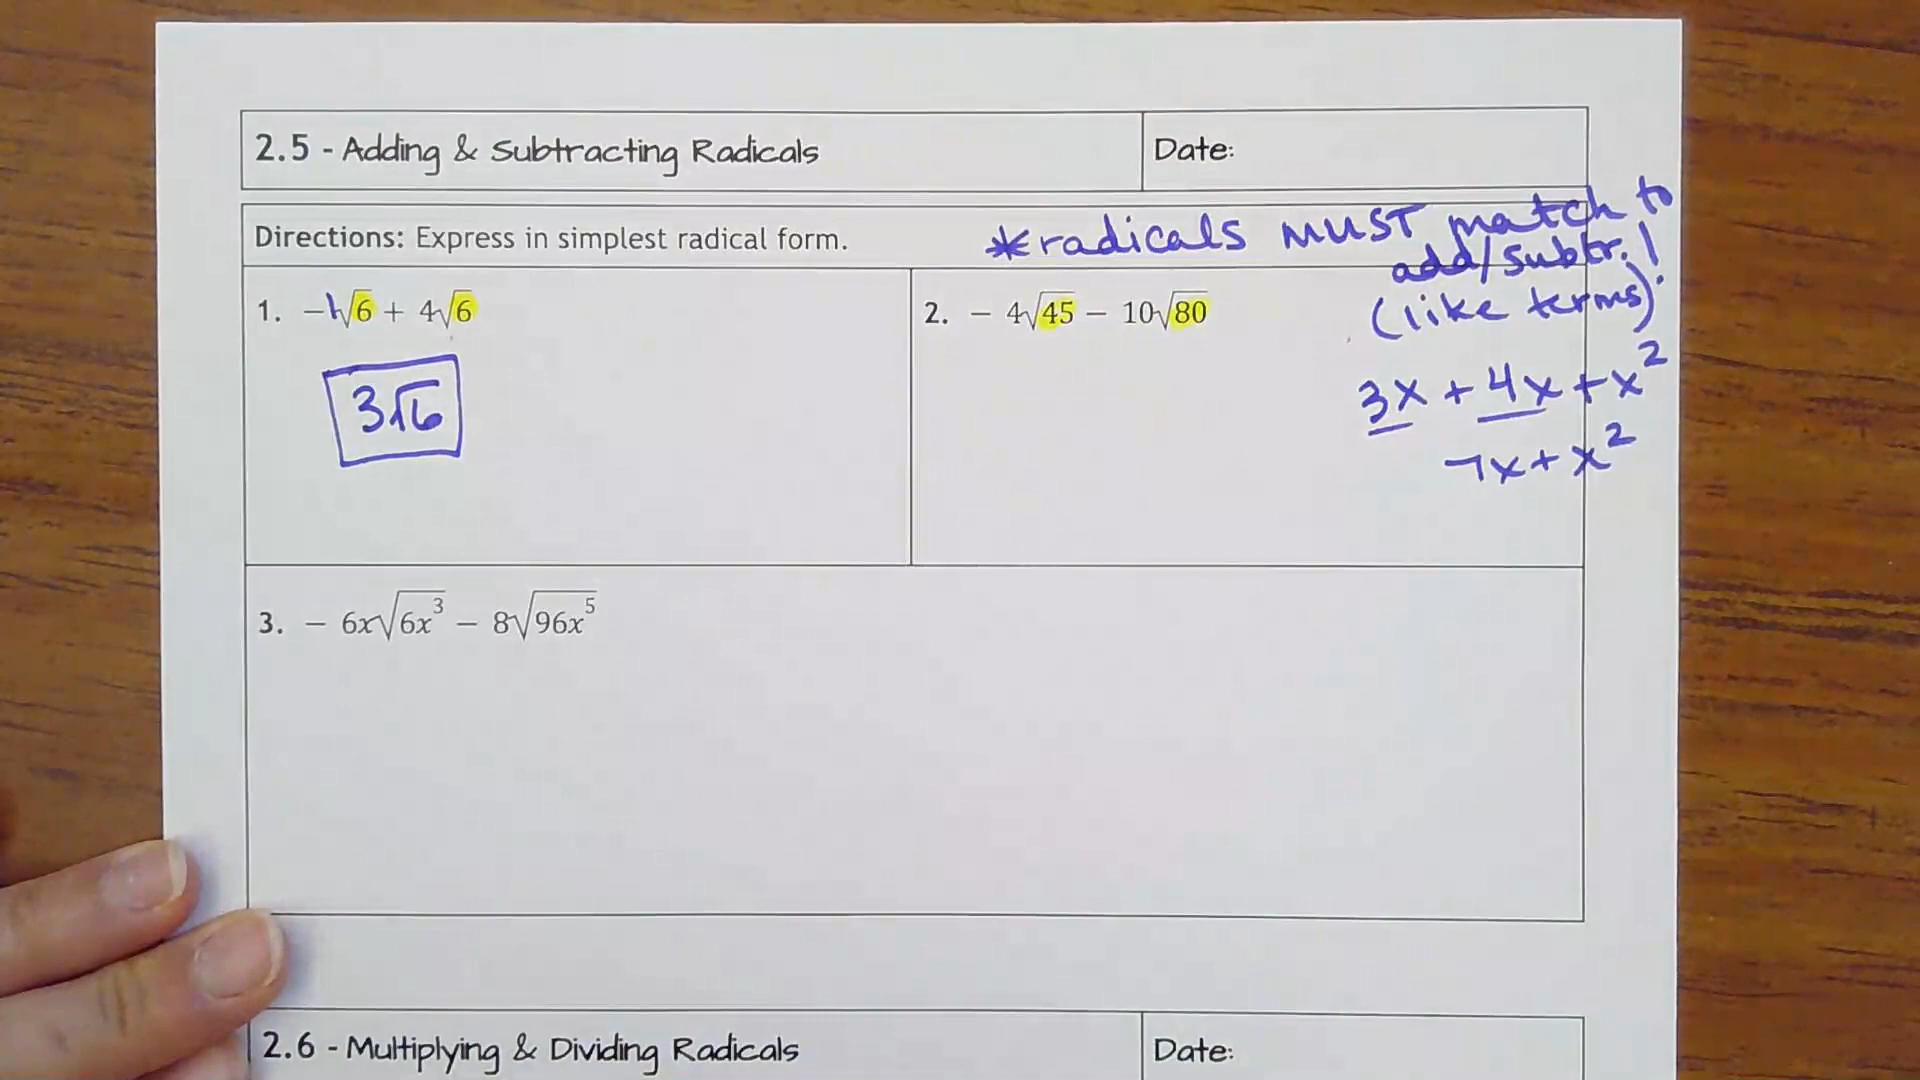 2.5 - Adding & Subtracting Radicals Date:
Directions: Express in simplest radical form. *radicals MUST match to
add/subtr.!
(like terms)
1. -1√6 + 4√6 2. - 4√45 - 10√80
3√6
3x + 4x + x²
7x + x²
3. - 6x√6x³ - 8√96x⁵
2.6 - Multiplying & Dividing Radicals Date: